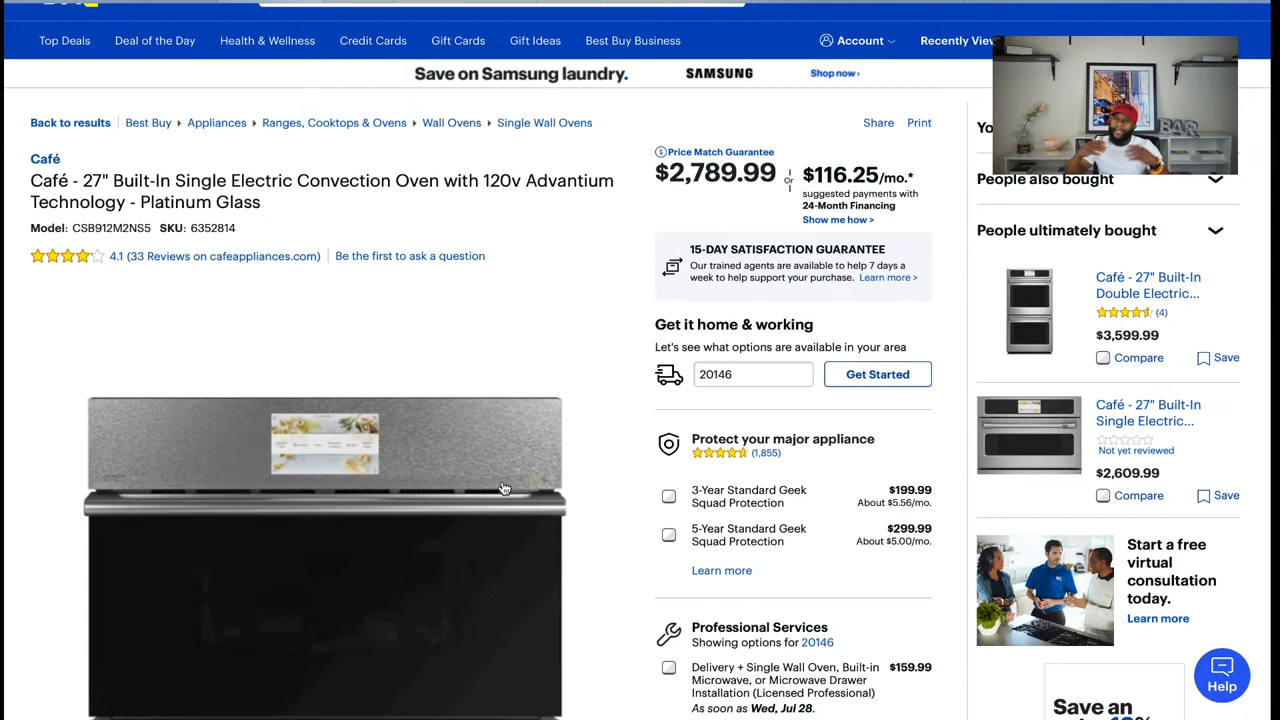 Top Deals
Deal of the Day
Health & Wellness
Credit Cards
Gift Cards
Gift Ideas
Best Buy Business
Account
Recently
Save on Samsung laundry.
SAMSUNG
Shop now›
Back to results
Best Buy
Appliances
Ranges, Cooktops & Ovens
Wall Ovens
Single Wall Ovens
Share
Print
Café
Café - 27" Built-In Single Electric Convection Oven with 120v Advantium
Technology - Platinum Glass
Model: CSB912M2NS5 SKU: 6352814
4.1 (33 Reviews on cafeappliances.com)
Be the first to ask a question
Price Match Guarantee
$2,789.99
or
$116.25/mo.*
suggested payments with
24-Month Financing
Show me how >
15-DAY SATISFACTION GUARANTEE
Our trained agents are available to help 7 days a
week to help support your purchase. Learn more >
Get it home & working
Let's see what options are available in your area
20146
Get Started
Protect your major appliance
(1,855)
3-Year Standard Geek
Squad Protection
$199.99
About $5.56/mo.
5-Year Standard Geek
Squad Protection
$299.99
About $5.00/mo.
Learn more
Professional Services
Showing options for 20146
Delivery + Single Wall Oven, Built-in
Microwave, or Microwave Drawer
Installation (Licensed Professional)
$159.99
As soon as Wed, Jul 28.
BAR
People also bought
People ultimately bought
Café - 27" Built-In
Double Electric...
(4)
$3,599.99
Compare
Save
Café - 27" Built-In
Single Electric...
Not yet reviewed
$2,609.99
Compare
Save
Start a free
virtual
consultation
today.
Learn more
Help
Save an